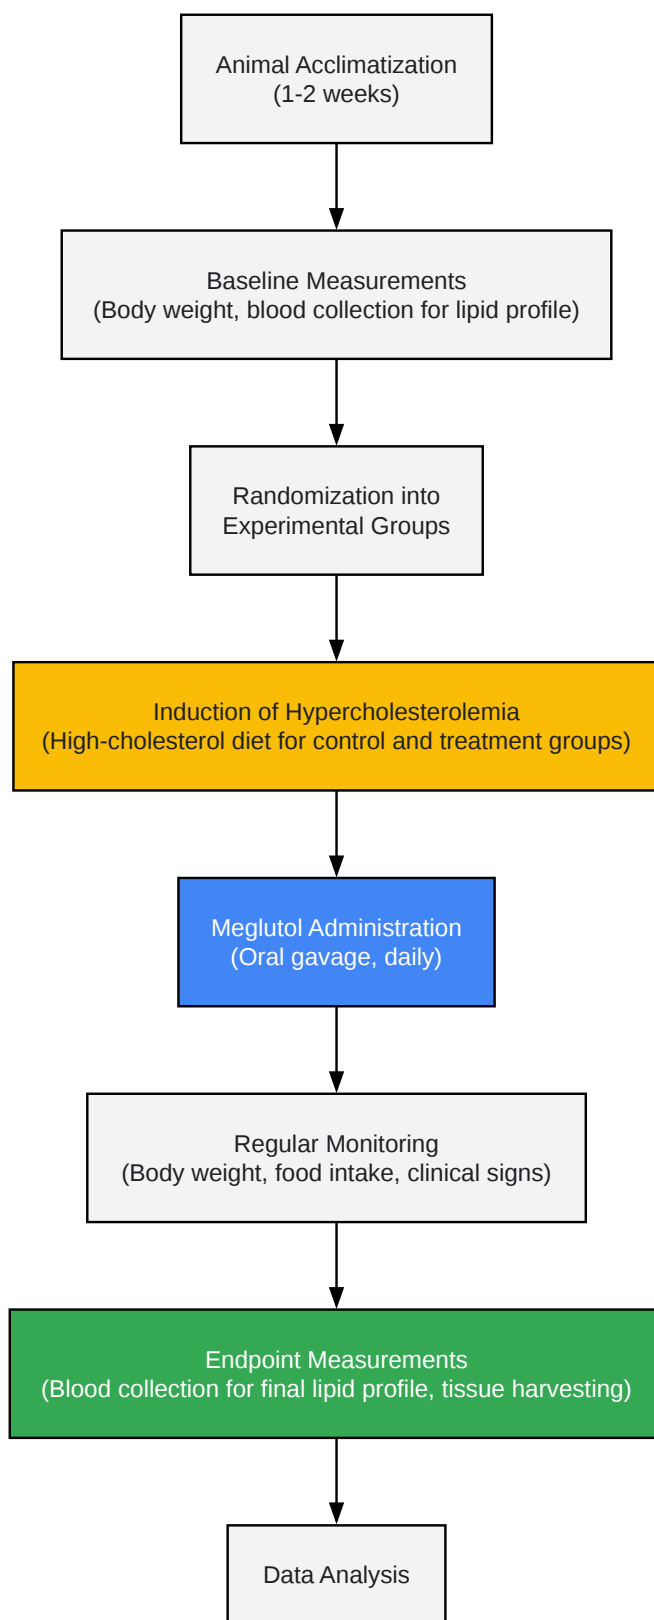 Animal Acclimatization
(1-2 weeks)
Baseline Measurements
(Body weight, blood collection for lipid profile)
Randomization into
Experimental Groups
Induction of Hypercholesterolemia
(High-cholesterol diet for control and treatment groups)
Meglutol Administration
(Oral gavage, daily)
Regular Monitoring
(Body weight, food intake, clinical signs)
Endpoint Measurements
(Blood collection for final lipid profile, tissue harvesting)
Data Analysis